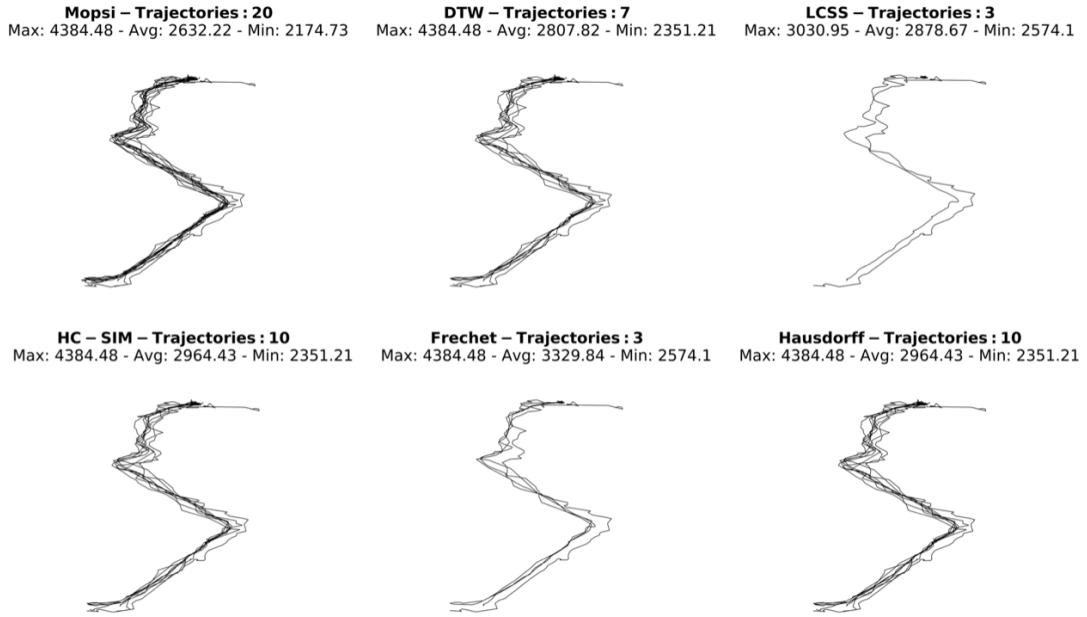 Mopsi – Trajectories : 20
Max: 4384.48 - Avg: 2632.22 - Min: 2174.73
DTW – Trajectories : 7
Max: 4384.48 - Avg: 2807.82 - Min: 2351.21
LCSS – Trajectories : 3
Max: 3030.95 - Avg: 2878.67 - Min: 2574.1
HC – SIM – Trajectories : 10
Max: 4384.48 - Avg: 2964.43 - Min: 2351.21
Frechet – Trajectories : 3
Max: 4384.48 - Avg: 3329.84 - Min: 2574.1
Hausdorff – Trajectories : 10
Max: 4384.48 - Avg: 2964.43 - Min: 2351.21